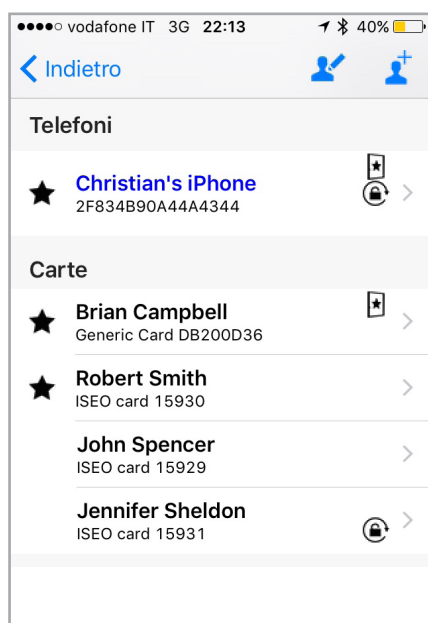 vodafone IT 3G 22:13 40%
Indietro
Telefoni
Christian's iPhone
2F834B90A44A4344
Carte
Brian Campbell
Generic Card DB200D36
Robert Smith
ISEO card 15930
John Spencer
ISEO card 15929
Jennifer Sheldon
ISEO card 15931